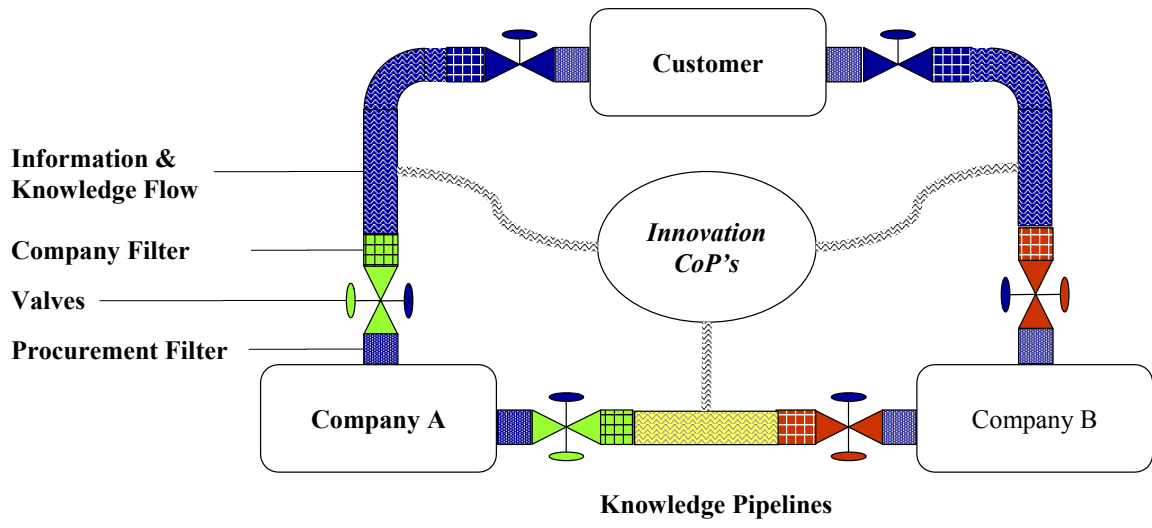 Customer
Information &
Knowledge Flow
Innovation
CoP's
Company Filter
Valves
Procurement Filter
Company A
Company B
Knowledge Pipelines